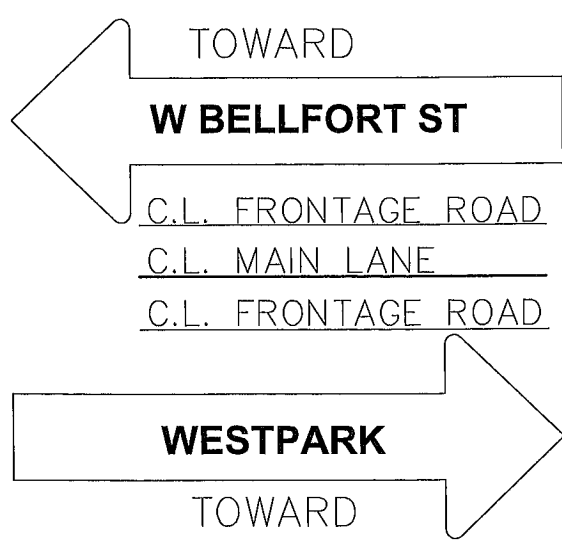 TOWARD
W BELLFORT ST
C.L. FRONTAGE ROAD
C.L. MAIN LANE
C.L. FRONTAGE ROAD
WESTPARK
TOWARD